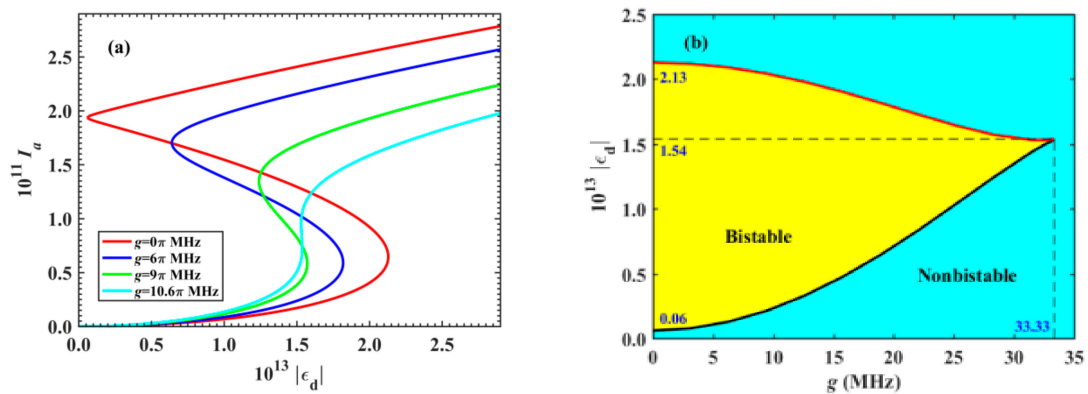 (a)
2.5
2.0
1.5
1.0
0.5
0.0
10^11 I_a
g=0π MHz
g=6π MHz
g=9π MHz
g=10.6π MHz
0.0 0.5 1.0 1.5 2.0 2.5
10^13 |ϵ_d|
(b)
2.5
2.0
1.5
1.0
0.5
0.0
10^13 |ϵ_d|
2.13
1.54
Bistable
Nonbistable
0.06
33.33
0 5 10 15 20 25 30 35
g (MHz)